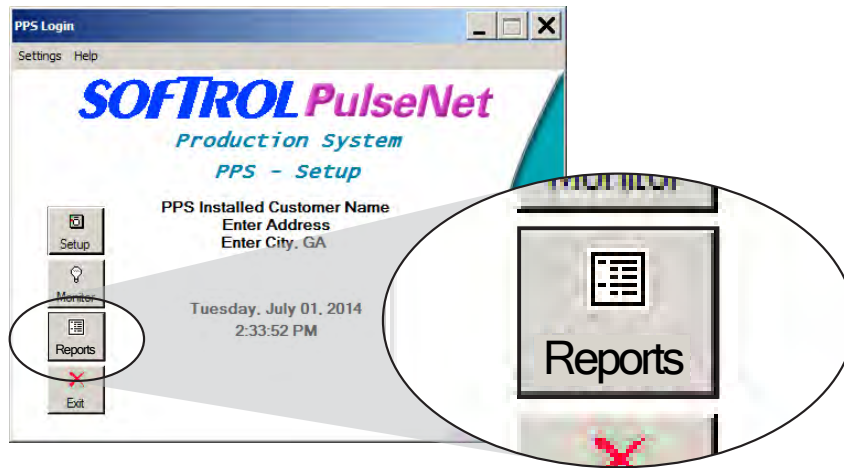 PPS Login
Settings Help
SOFTROL PulseNet
Production System
PPS - Setup
PPS Installed Customer Name
Enter Address
Enter City, GA
Setup
Monitor
Tuesday, July 01, 2014
2:33:52 PM
Reports
Exit
Monitor
Reports